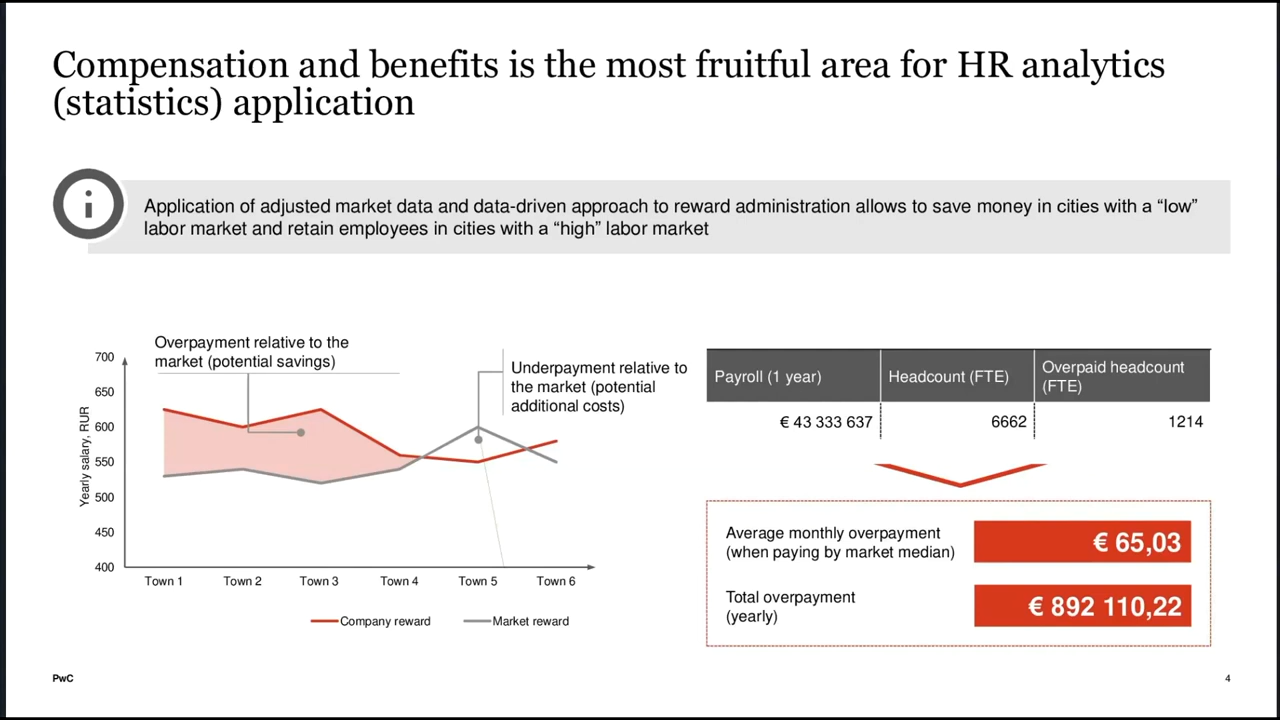 Compensation and benefits is the most fruitful area for HR analytics
(statistics) application
Application of adjusted market data and data-driven approach to reward administration allows to save money in cities with a “low”
labor market and retain employees in cities with a “high” labor market
Overpayment relative to the
market (potential savings)
Underpayment relative to
the market (potential
additional costs)
Yearly salary, RUR
700
650
600
550
500
450
400
Town 1 Town 2 Town 3 Town 4 Town 5 Town 6
Company reward Market reward
Payroll (1 year) Headcount (FTE) Overpaid headcount
(FTE)
€ 43 333 637 6662 1214
Average monthly overpayment
(when paying by market median)
€ 65,03
Total overpayment
(yearly)
€ 892 110,22
PwC
4